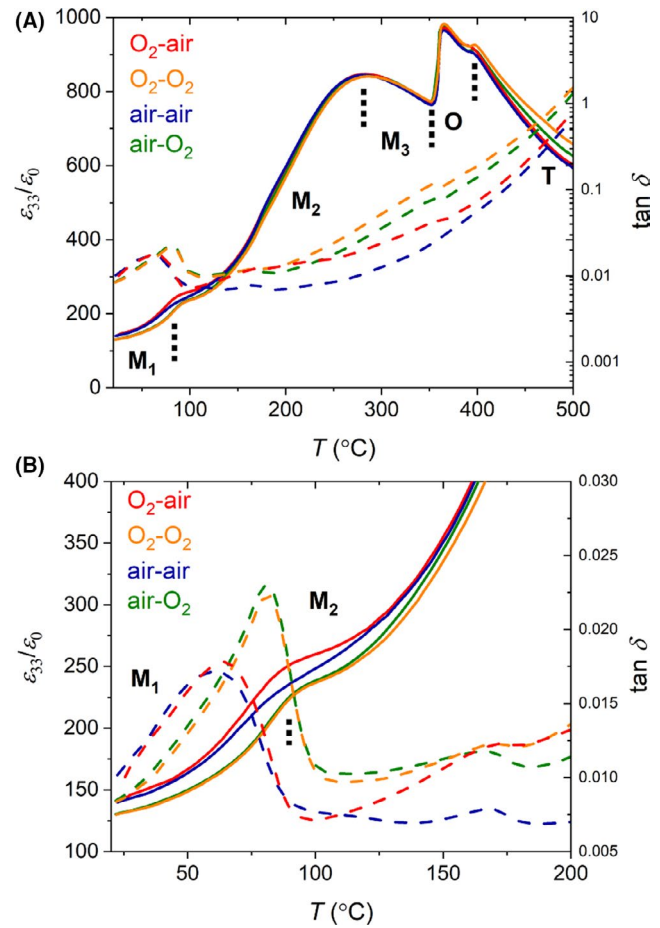 (A)
1000
800
600
400
200
0
ε33/ε0
O2-air
O2-O2
air-air
air-O2
M1
M2
M3
O
T
10
1
0.1
0.01
0.001
tan δ
100 200 300 400 500
T (°C)
(B)
400
350
300
250
200
150
100
ε33/ε0
O2-air
O2-O2
air-air
air-O2
M1
M2
0.030
0.025
0.020
0.015
0.010
0.005
tan δ
50 100 150 200
T (°C)